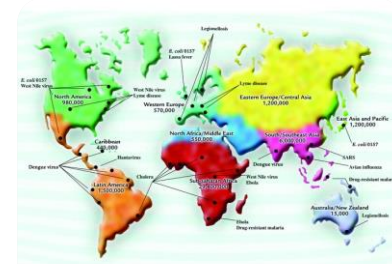 Legionellosis
E. coli 0157
Lassa fever
E. coli 0157
West Nile virus
North America
980,000
West Nile virus
Lyme disease
Lyme disease
Western Europe
570,000
Eastern Europe/Central Asia
1,200,000
East Asia and Pacific
1,200,000
E. coli 0157
North Africa/Middle East
550,000
South/Southeast Asia
Caribbean
Hantavirus
Dengue virus
Latin America
Cholera
West Nile virus
Ebola
Dengue virus
SARS
Avian influenza
Drug-resistant malaria
Ebola
Drug-resistant malaria
Australia/New Zealand
15,000
Legionellosis